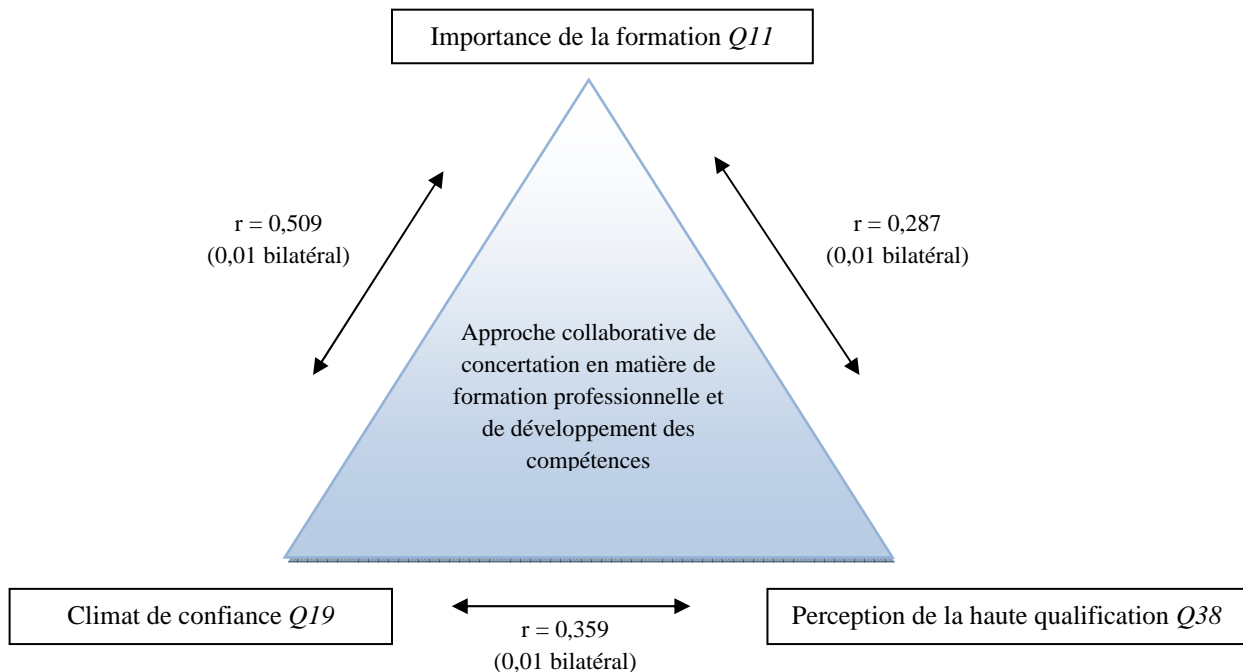 Importance de la formation Q11
r = 0,509
(0,01 bilatéral)
r = 0,287
(0,01 bilatéral)
Approche collaborative de
concertation en matière de
formation professionnelle et
de développement des
compétences
Climat de confiance Q19
Perception de la haute qualification Q38
r = 0,359
(0,01 bilatéral)